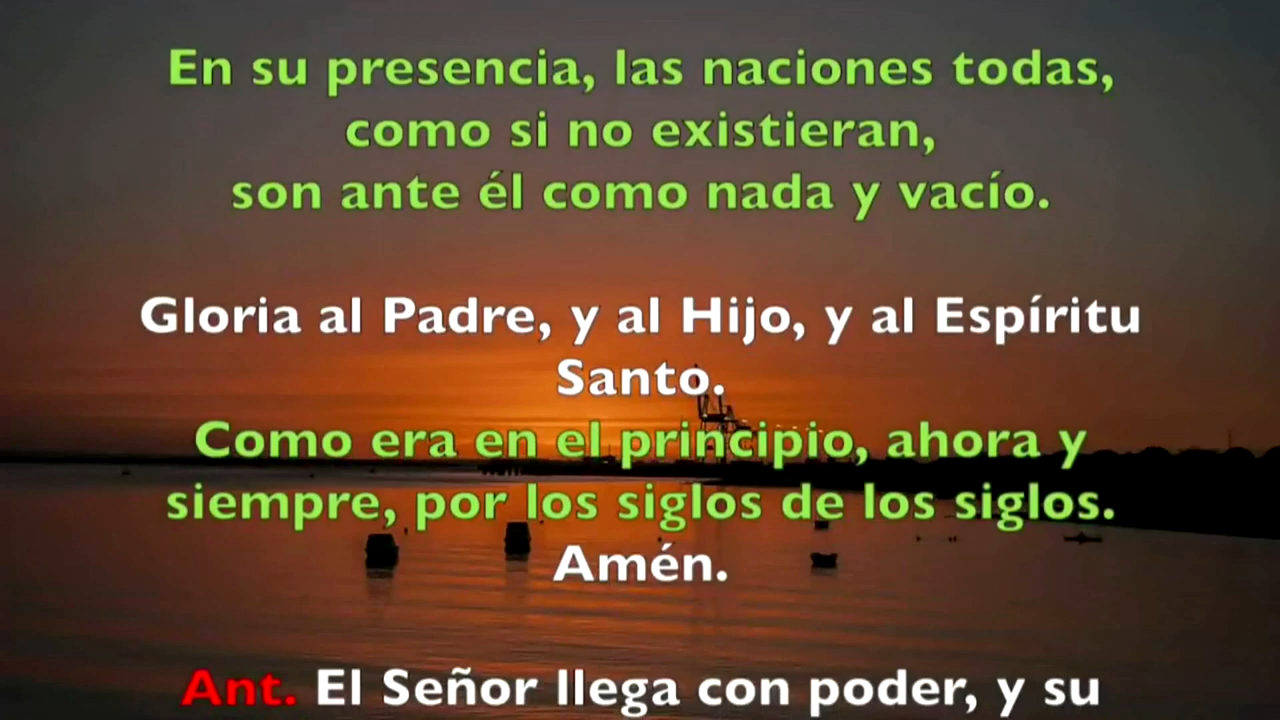 En su presencia, las naciones todas,
como si no existieran,
son ante él como nada y vacío.
Gloria al Padre, y al Hijo, y al Espíritu
Santo.
Como era en el principio, ahora y
siempre, por los siglos de los siglos.
Amén.
Ant. El Señor llega con poder, y su